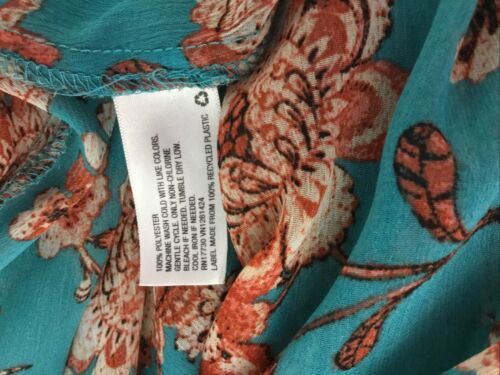 100% POLYESTER
MACHINE WASH COLD WITH LIKE COLORS.
GENTLE CYCLE. ONLY NON-CHLORINE
BLEACH IF NEEDED. TUMBLE DRY LOW.
COOL IRON IF NEEDED.
RN17730 VN1261424
LABEL MADE FROM 100% RECYCLED PLASTIC